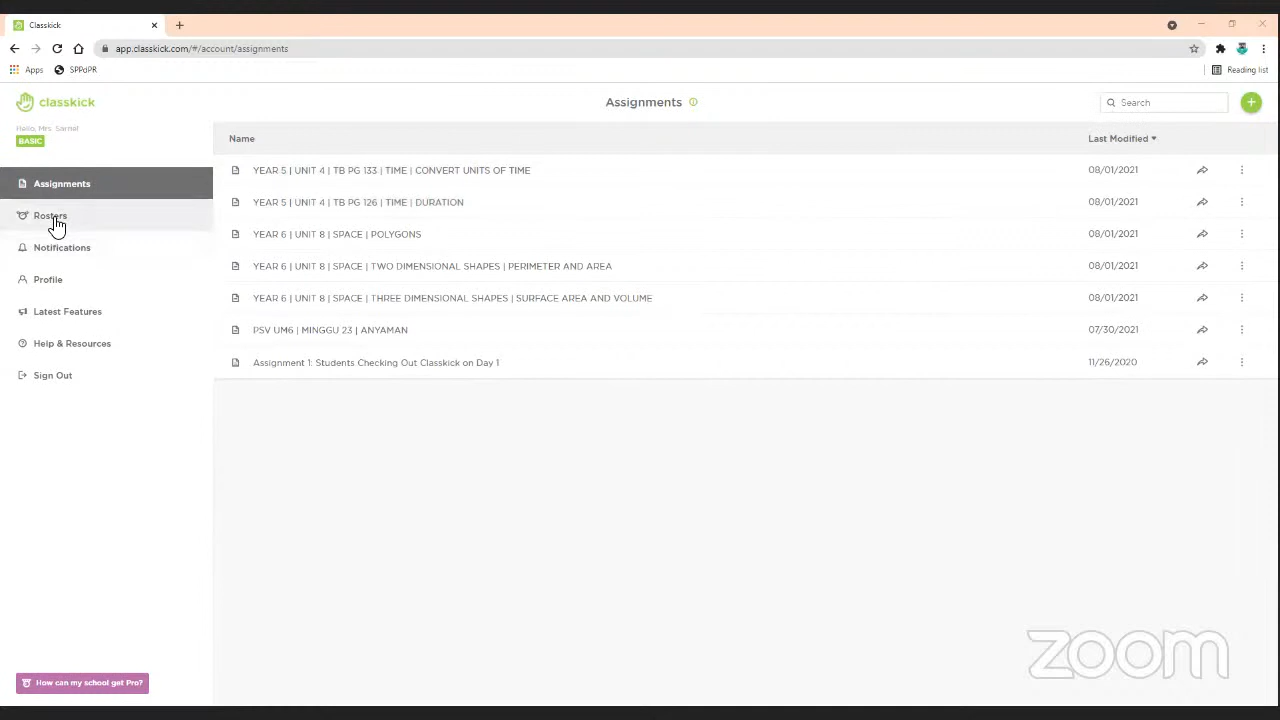 Classkick
app.classkick.com/#/account/assignments
Apps
SPPdPR
Reading list
classkick
Assignments
Search
Hello, Mrs. Sarna!
BASIC
Name
Last Modified
Assignments
YEAR 5 | UNIT 4 | TB PG 133 | TIME | CONVERT UNITS OF TIME
08/01/2021
YEAR 5 | UNIT 4 | TB PG 126 | TIME | DURATION
08/01/2021
Rosters
YEAR 6 | UNIT 8 | SPACE | POLYGONS
08/01/2021
Notifications
YEAR 6 | UNIT 8 | SPACE | TWO DIMENSIONAL SHAPES | PERIMETER AND AREA
08/01/2021
Profile
YEAR 6 | UNIT 8 | SPACE | THREE DIMENSIONAL SHAPES | SURFACE AREA AND VOLUME
08/01/2021
Latest Features
PSV UM6 | MINGGU 23 | ANYAMAN
07/30/2021
Help & Resources
Assignment 1: Students Checking Out Classkick on Day 1
11/26/2020
Sign Out
How can my school get Pro?
zoom